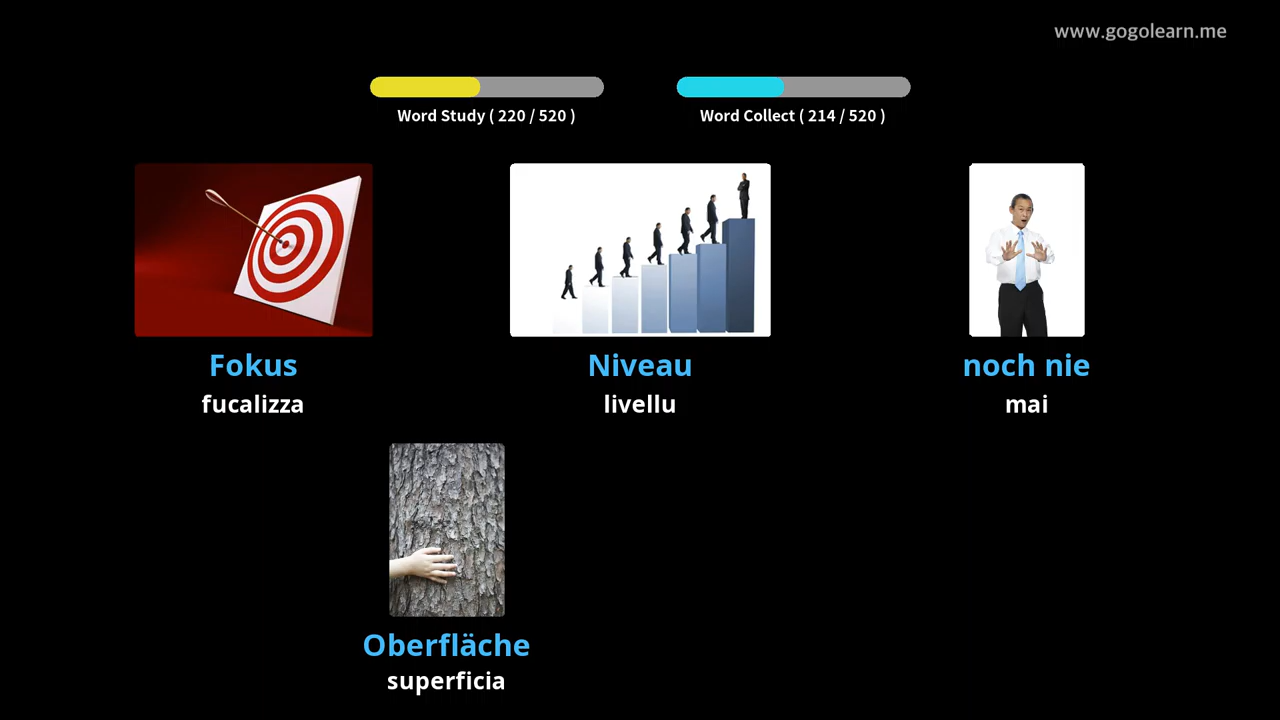 www.gogolearn.me
Word Study ( 220 / 520 )
Word Collect ( 214 / 520 )
Fokus
fucalizza
Niveau
livellu
noch nie
mai
Oberfläche
superficia